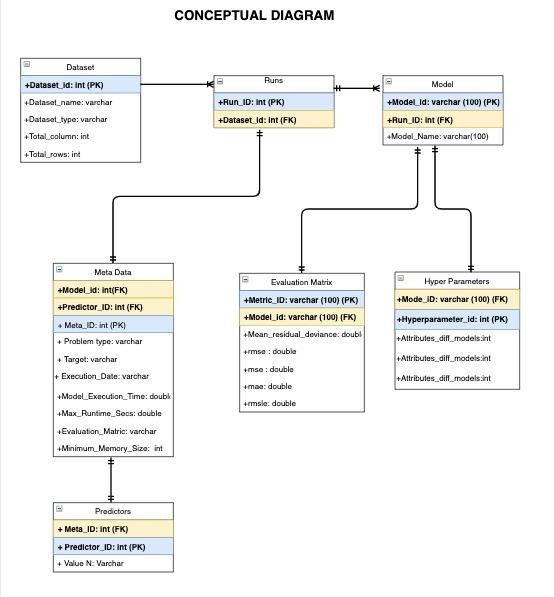 CONCEPTUAL DIAGRAM
Dataset
+Dataset_id: int (PK)
+Dataset_name: varchar
+Dataset_type: varchar
+Total_column: int
+Total_rows: int
Runs
+Run_ID: int (PK)
+Dataset_id: int (FK)
Model
+Model_id: varchar (100) (PK)
+Run_ID: int (FK)
+Model_Name: varchar(100)
Meta Data
+Model_id: int(FK)
+Predictor_ID: int (FK)
+ Meta_ID: int (PK)
+ Problem type: varchar
+ Target: varchar
+ Execution_Date: varchar
+Model_Execution_Time: doubl
+Max_Runtime_Secs: double
+Evaluation_Matric: varchar
+Minimum_Memory_Size: int
Evaluation Matrix
+Metric_ID: varchar (100) (PK)
+Model_id: varchar (100) (FK)
+Mean_residual_deviance: doubl
+rmse : double
+mse : double
+mae: double
+rmsle: double
Hyper Parameters
+Mode_iD: varchar (100) (FK)
+Hyperparameter_id: int (PK)
+Attributes_diff_models:int
+Attributes_diff_models:int
+Attributes_diff_models:int
Predictors
+ Meta_ID: int (FK)
+ Predictor_ID: int (PK)
+ Value N: Varchar